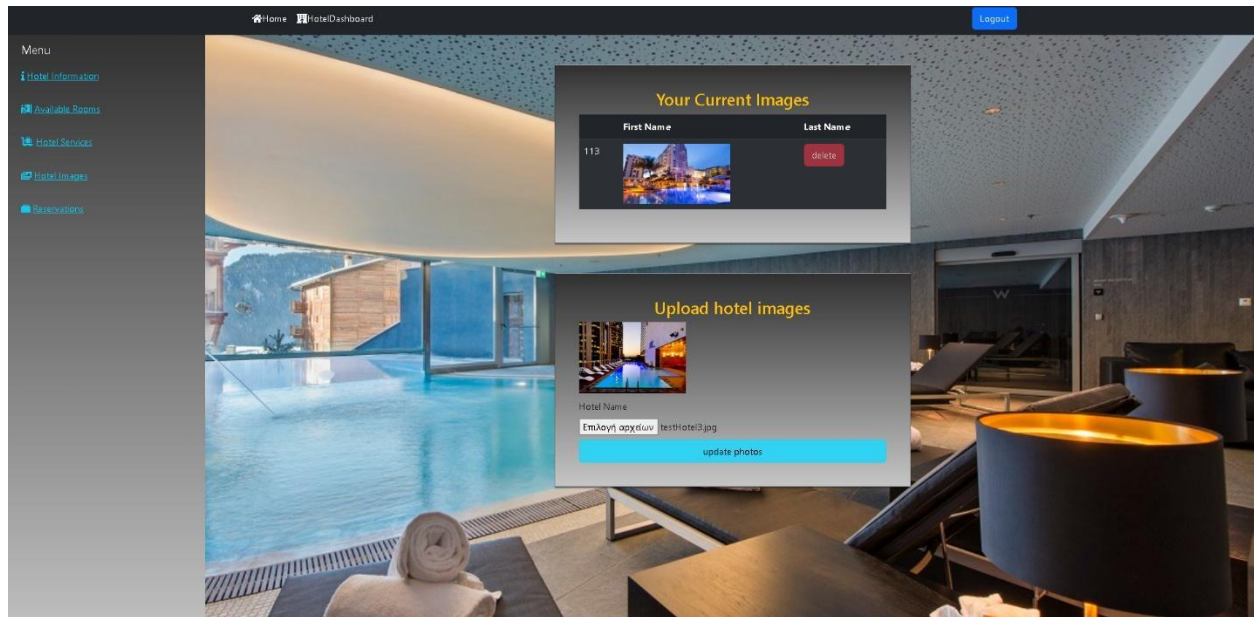 Home HotelDashboard Logout
Menu
Hotel Information
Available Rooms
Hotel Services
Hotel Images
Reservations
Your Current Images
First Name Last Name
113 delete
Upload hotel images
Hotel Name
Επιλογή αρχείων testHotel3.jpg
update photos
W